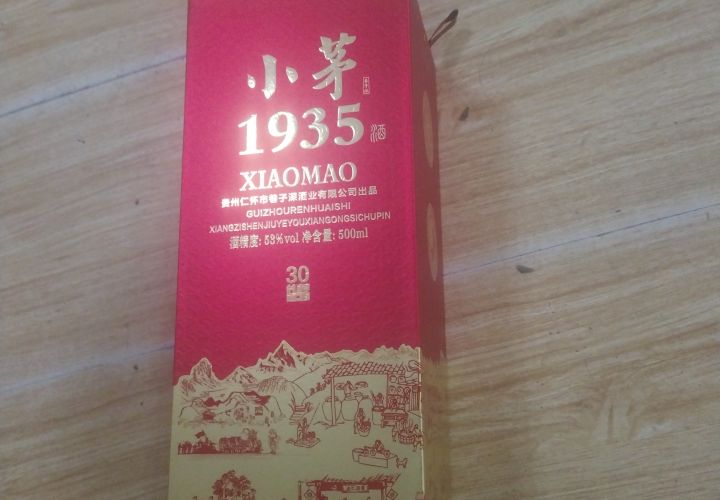 小茅
1935
酒
XIAOMAO
贵州仁怀市巷子深酒业有限公司出品
GUIZHOURENHUAISHI
XIANGZISHENJIUYEYOUXIANGONGSICHUPIN
酒精度: 53%vol 净含量: 500ml
30